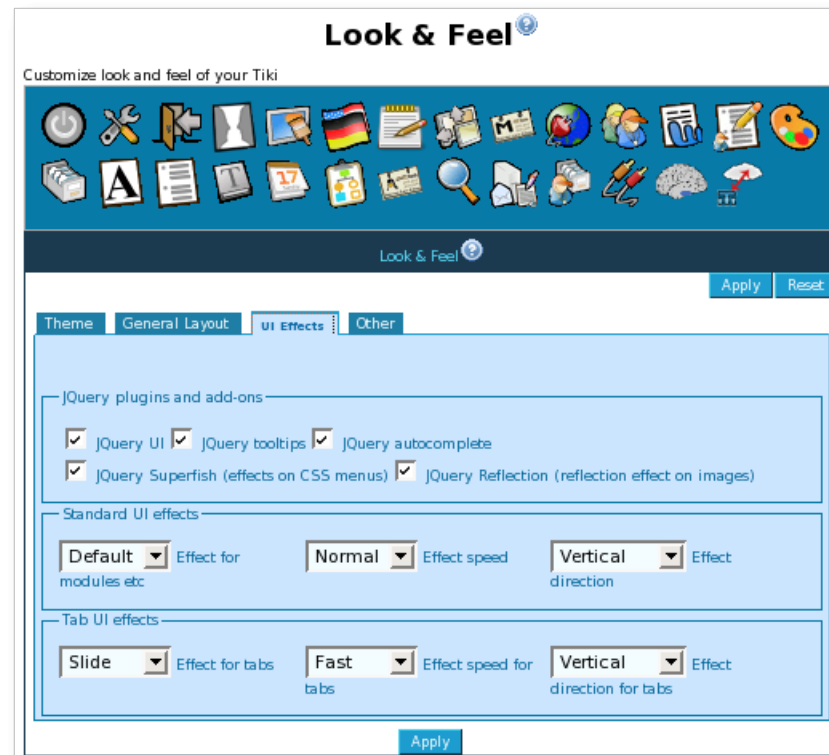 Look & Feel
Customize look and feel of your Tiki
Look & Feel
Apply Reset
Theme General Layout UI Effects Other
JQuery plugins and add-ons
JQuery UI JQuery tooltips JQuery autocomplete
JQuery Superfish (effects on CSS menus) JQuery Reflection (reflection effect on images)
Standard UI effects
Default Effect for modules etc
Normal Effect speed
Vertical Effect direction
Tab UI effects
Slide Effect for tabs
Fast Effect speed for tabs
Vertical Effect direction for tabs
Apply